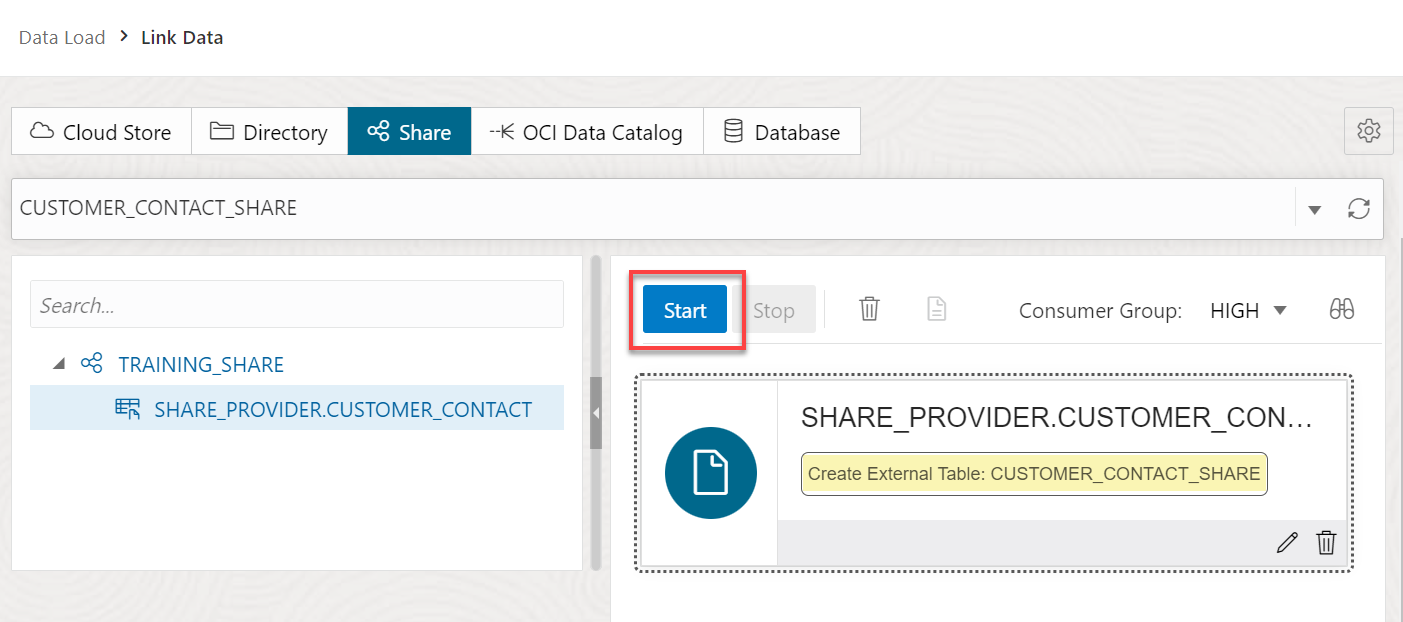 Data Load > Link Data
Cloud Store Directory Share OCI Data Catalog Database
CUSTOMER_CONTACT_SHARE
Search...
TRAINING_SHARE
SHARE_PROVIDER.CUSTOMER_CONTACT
Start Stop Consumer Group: HIGH
SHARE_PROVIDER.CUSTOMER_CON...
Create External Table: CUSTOMER_CONTACT_SHARE